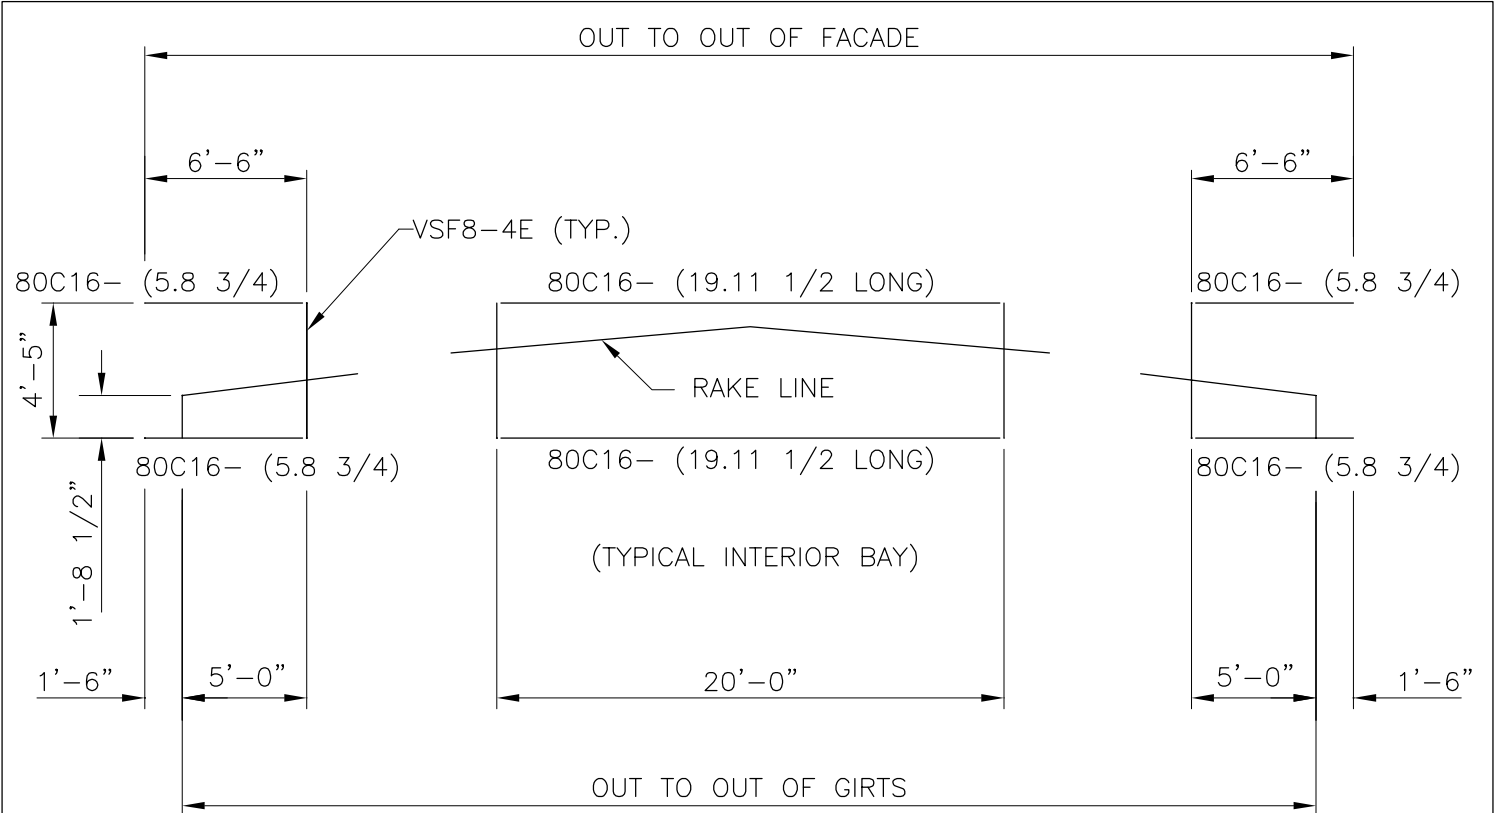 OUT TO OUT OF FACADE
6'-6"
6'-6"
VSF8-4E (TYP.)
80C16- (5.8 3/4)
80C16- (19.11 1/2 LONG)
80C16- (5.8 3/4)
4'-5"
RAKE LINE
80C16- (5.8 3/4)
80C16- (19.11 1/2 LONG)
80C16- (5.8 3/4)
1'-8 1/2"
(TYPICAL INTERIOR BAY)
1'-6"
5'-0"
20'-0"
5'-0"
1'-6"
OUT TO OUT OF GIRTS